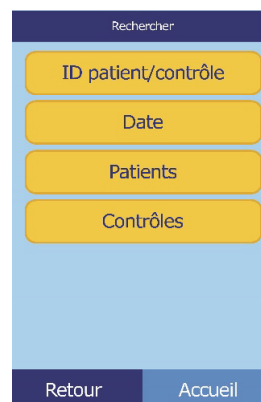 Rechercher
ID patient/contrôle
Date
Patients
Contrôles
Retour Accueil